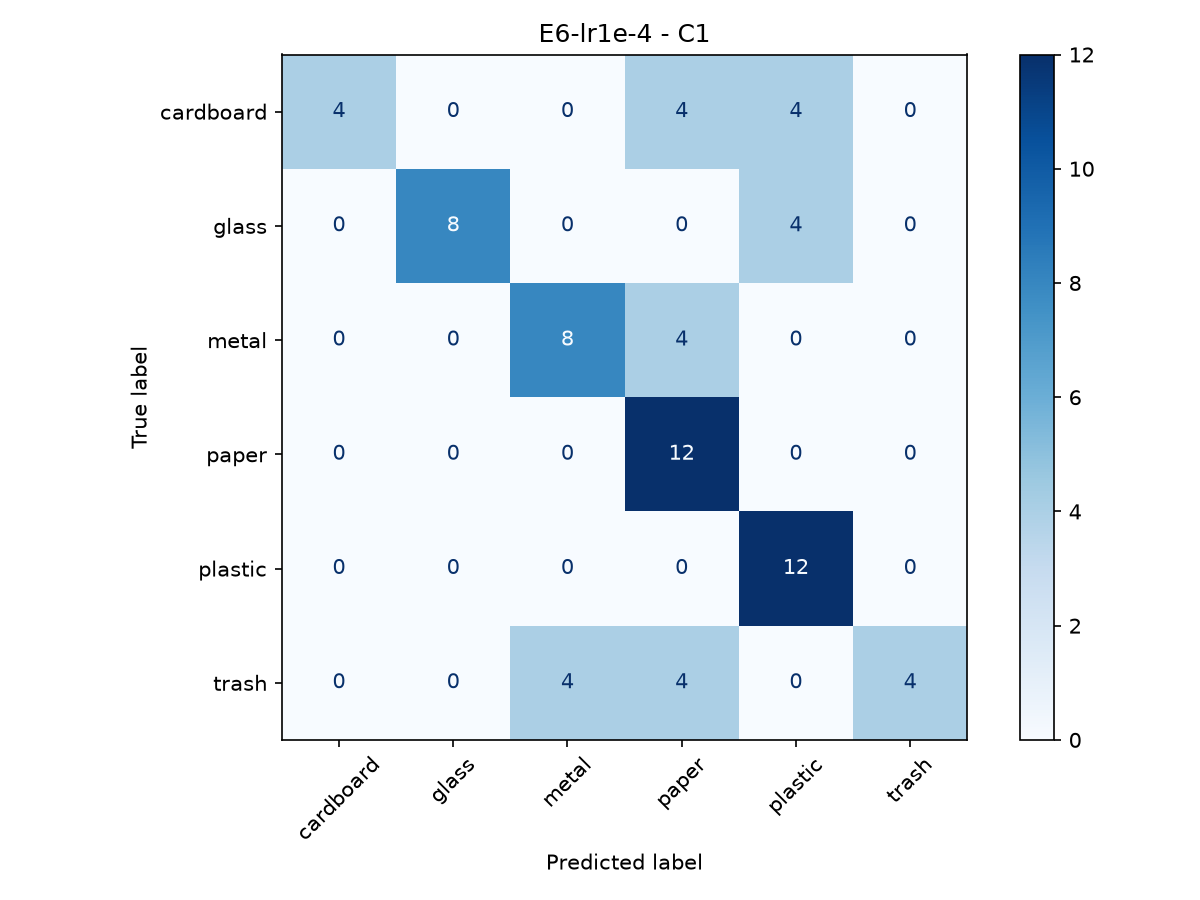 E6-lr1e-4 - C1
cardboard 4 0 0 4 4 0
glass 0 8 0 0 4 0
metal 0 0 8 4 0 0
paper 0 0 0 12 0 0
plastic 0 0 0 0 12 0
trash 0 0 4 4 0 4
cardboard glass metal paper plastic trash
Predicted label
True label
12
10
8
6
4
2
0